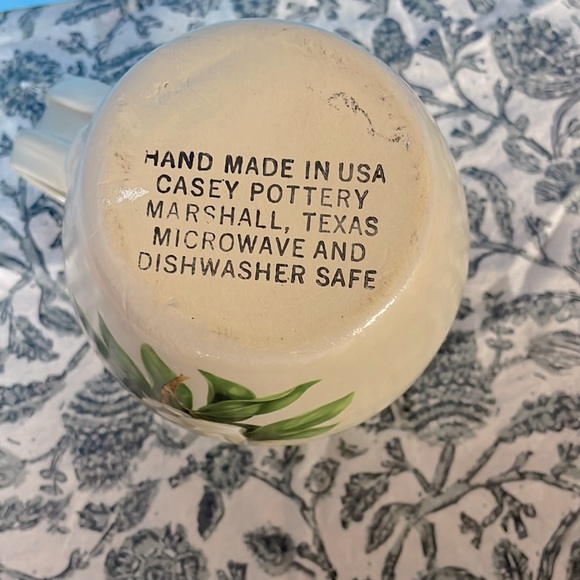 HAND MADE IN USA
CASEY POTTERY
MARSHALL, TEXAS
MICROWAVE AND
DISHWASHER SAFE